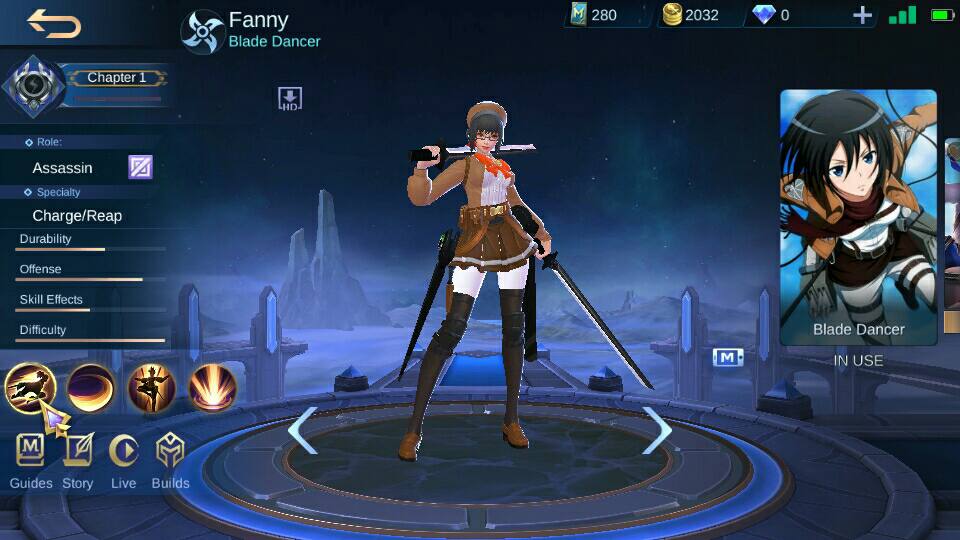 Fanny
Blade Dancer
280
2032
0
Chapter 1
HD
Role:
Assassin
Specialty
Charge/Reap
Durability
Offense
Skill Effects
Difficulty
Blade Dancer
IN USE
M
M
Guides
Story
Live
Builds